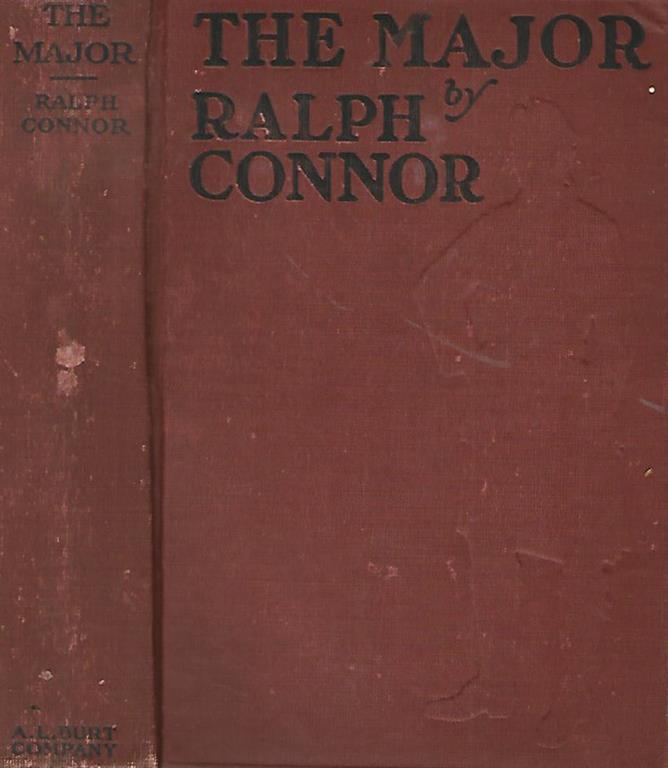 THE
MAJOR
RALPH
CONNOR
A.L.BURT
COMPANY
THE MAJOR
by
RALPH
CONNOR